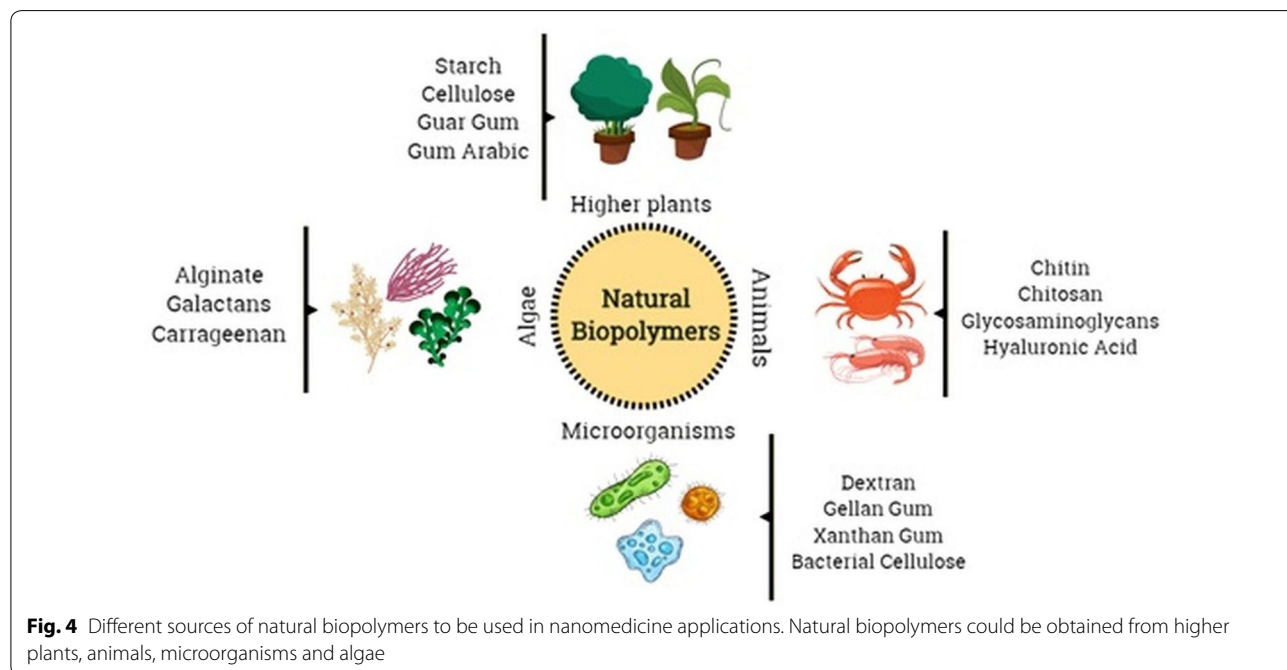 Starch
Cellulose
Guar Gum
Gum Arabic
Higher plants
Alginate
Galactans
Carrageenan
Algae
Natural
Biopolymers
Animals
Chitin
Chitosan
Glycosaminoglycans
Hyaluronic Acid
Microorganisms
Dextran
Gellan Gum
Xanthan Gum
Bacterial Cellulose
Fig. 4 Different sources of natural biopolymers to be used in nanomedicine applications. Natural biopolymers could be obtained from higher
plants, animals, microorganisms and algae